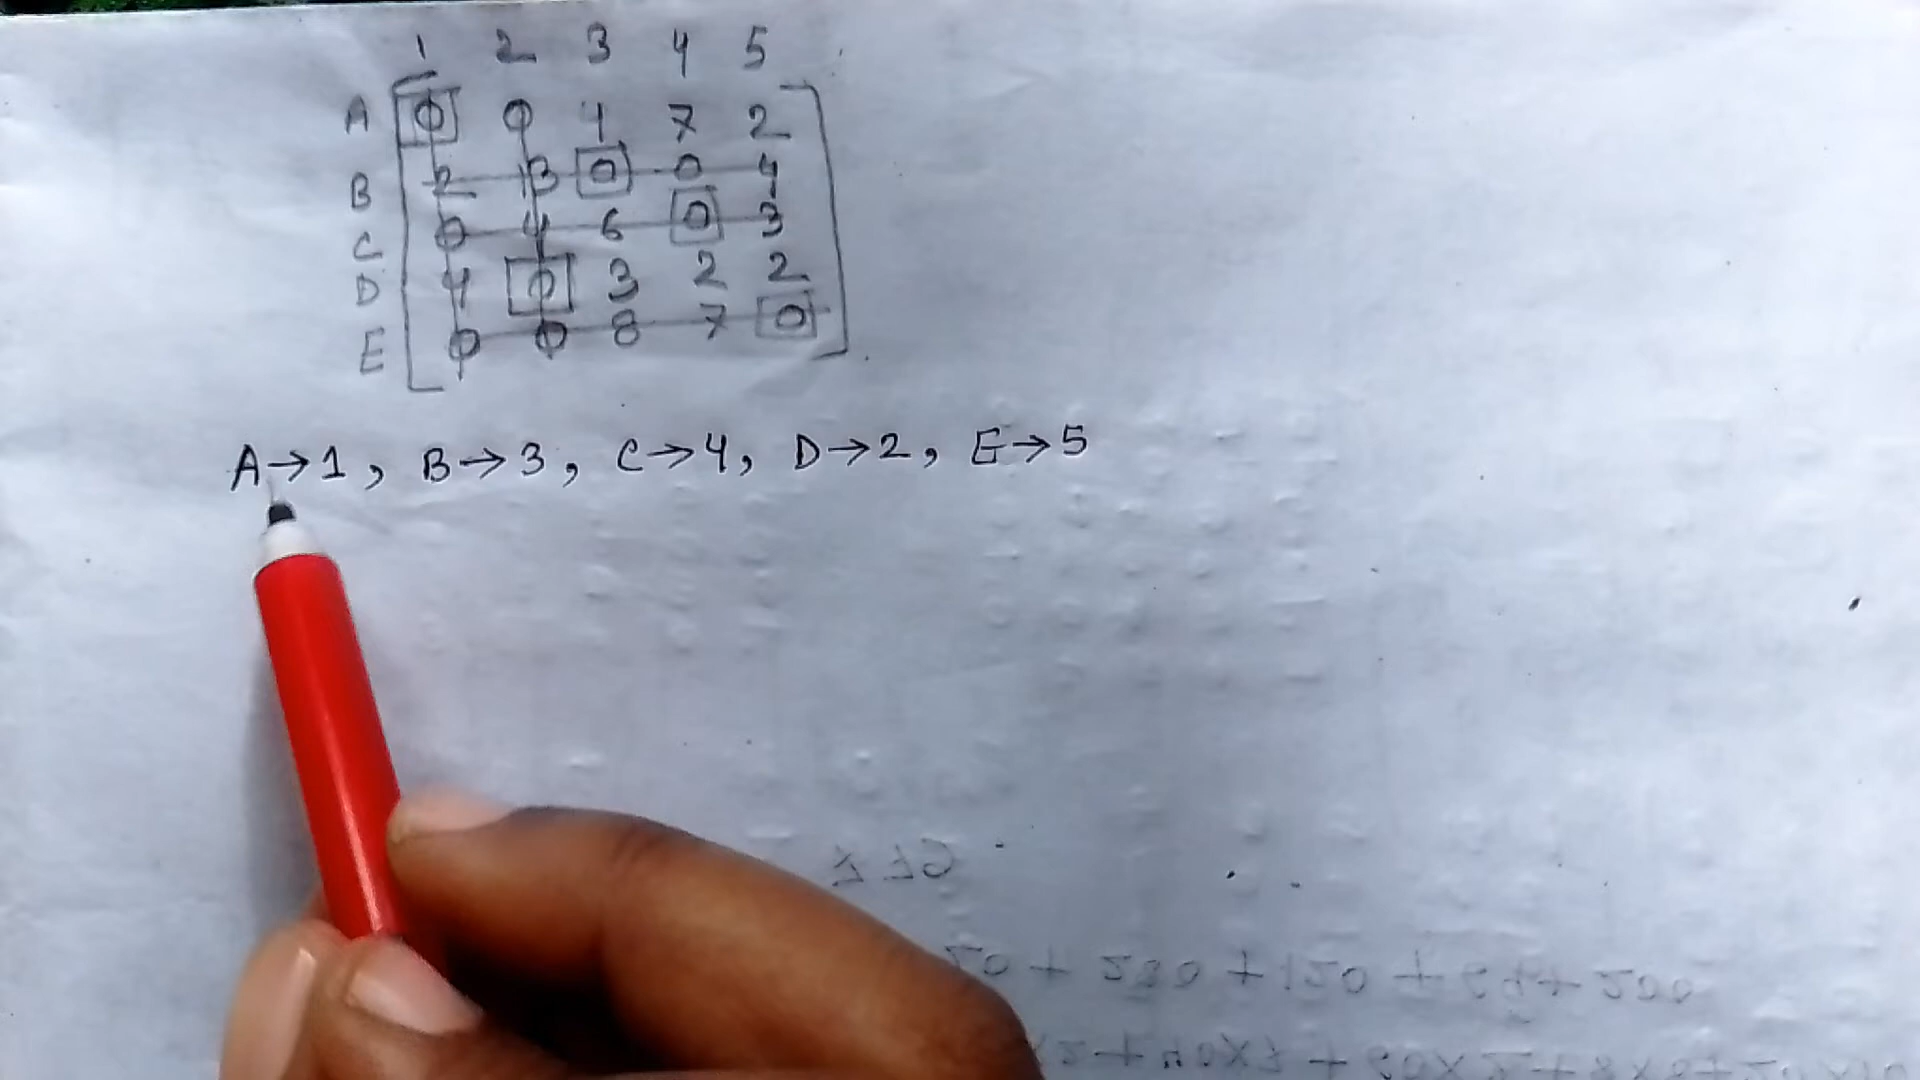 1 2 3 4 5
A 0 0 4 7 2
B 2 13 0 0 4
C 0 4 6 0 3
D 4 0 3 2 2
E 0 0 8 7 0
A→1, B→3, C→4, D→2, E→5